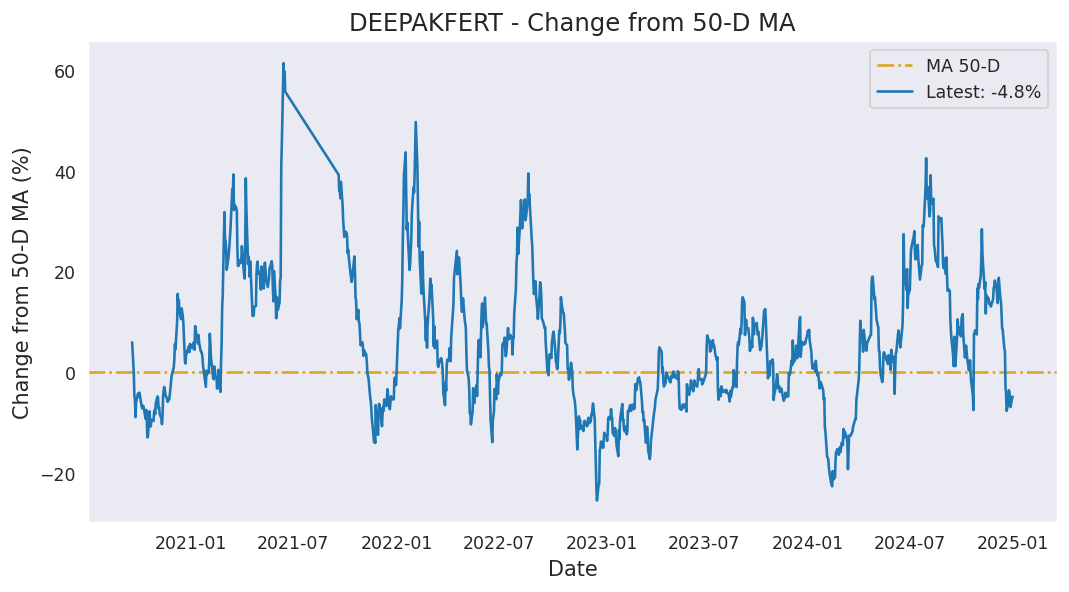 DEEPAKFERT - Change from 50-D MA
MA 50-D
Latest: -4.8%
Change from 50-D MA (%)
60
40
20
0
−20
2021-01 2021-07 2022-01 2022-07 2023-01 2023-07 2024-01 2024-07 2025-01
Date